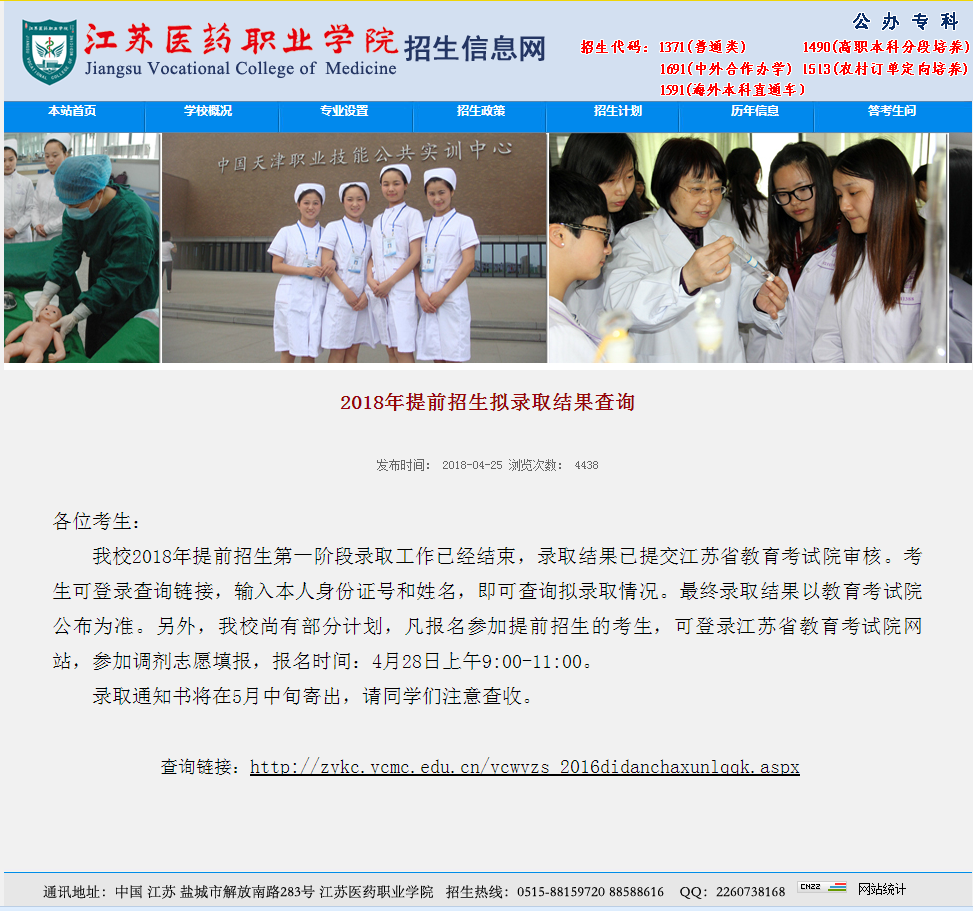 江苏医药职业学院 招生信息网
Jiangsu Vocational College of Medicine
公办专科
招生代码：1371(普通类) 1490(高职本科分段培养)
1691(中外合作办学) 1513(农村订单定向培养)
1591(海外本科直通车)
本站首页 学校概况 专业设置 招生政策 招生计划 历年信息 答考生问
中国天津职业技能公共实训中心
2018年提前招生拟录取结果查询
发布时间： 2018-04-25 浏览次数： 4438
各位考生：
我校2018年提前招生第一阶段录取工作已经结束，录取结果已提交江苏省教育考试院审核。考
生可登录查询链接，输入本人身份证号和姓名，即可查询拟录取情况。最终录取结果以教育考试院
公布为准。另外，我校尚有部分计划，凡报名参加提前招生的考生，可登录江苏省教育考试院网
站，参加调剂志愿填报，报名时间：4月28日上午9:00-11:00。
录取通知书将在5月中旬寄出，请同学们注意查收。
查询链接：http://zykc.ycmc.edu.cn/ycwyzs_2016didanchaxunlqqk.aspx
通讯地址：中国 江苏 盐城市解放南路283号 江苏医药职业学院 招生热线：0515-88159720 88588616 QQ：2260738168 CNZZ 网站统计